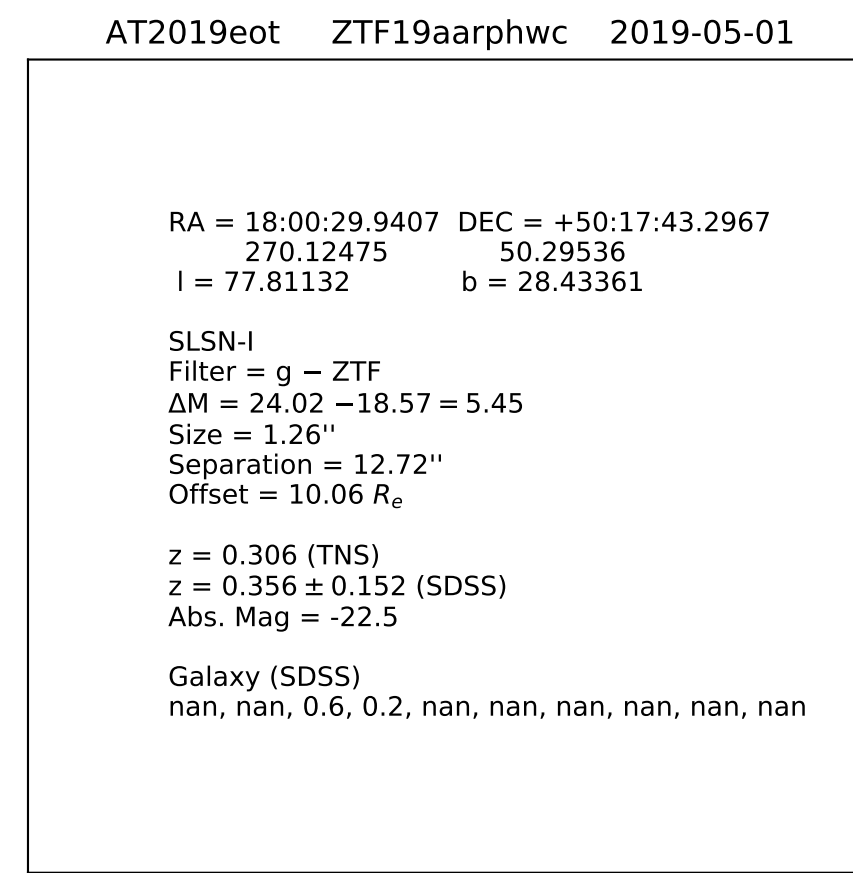 AT2019eot ZTF19aarphwc 2019-05-01
RA = 18:00:29.9407 DEC = +50:17:43.2967
270.12475 50.29536
l = 77.81132 b = 28.43361
SLSN-I
Filter = g − ZTF
ΔM = 24.02 −18.57 = 5.45
Size = 1.26''
Separation = 12.72''
Offset = 10.06 Rₑ
z = 0.306 (TNS)
z = 0.356 ± 0.152 (SDSS)
Abs. Mag = -22.5
Galaxy (SDSS)
nan, nan, 0.6, 0.2, nan, nan, nan, nan, nan, nan